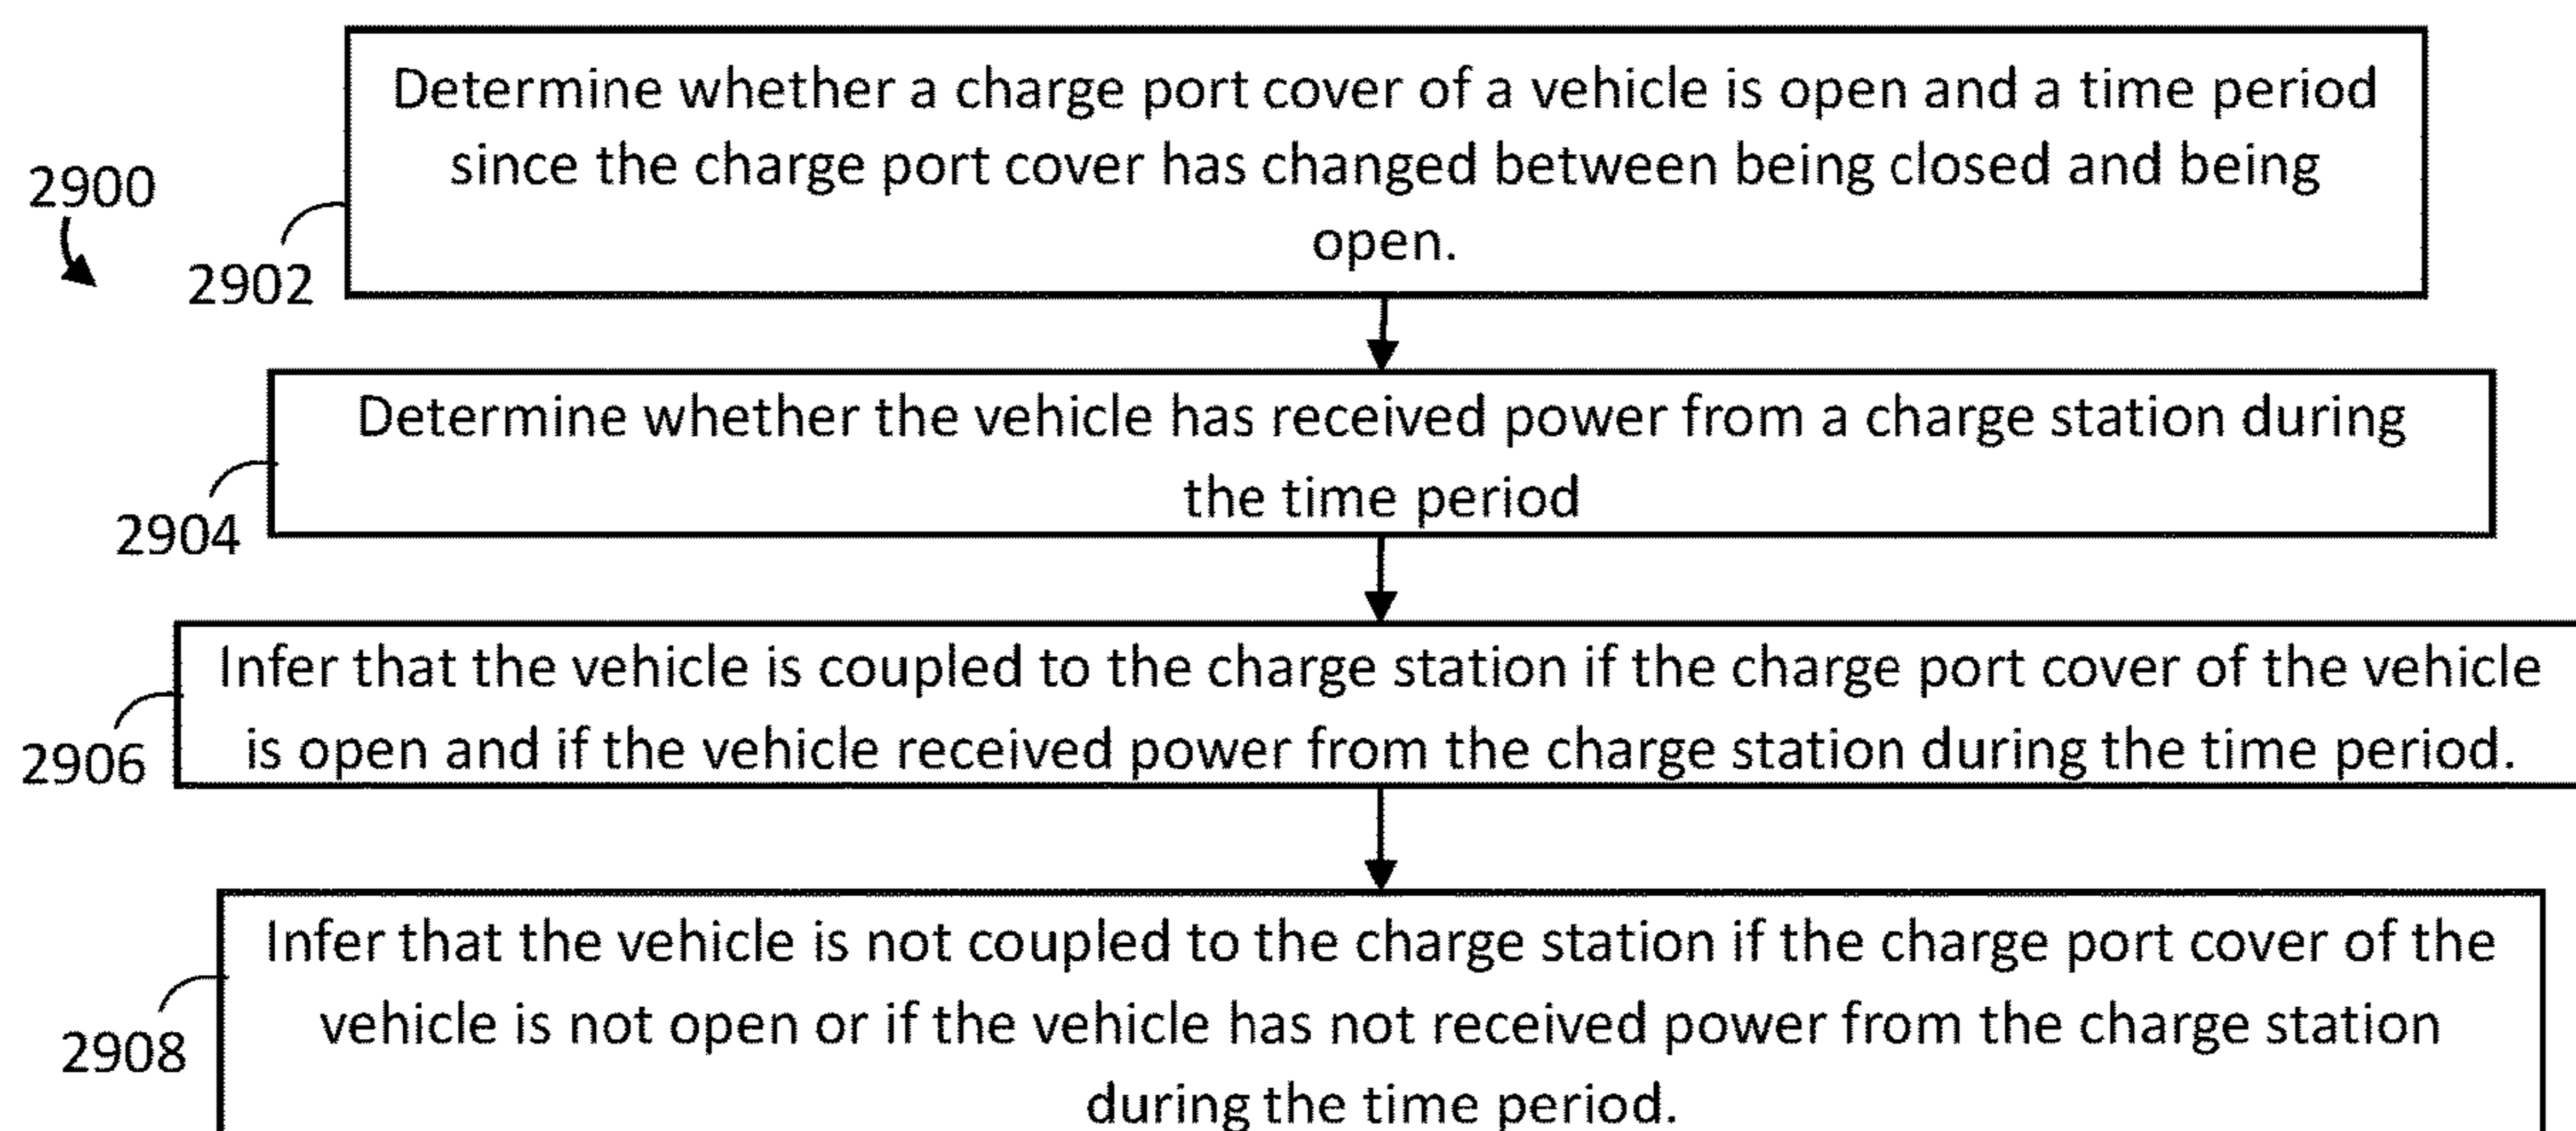 Determine whether a charge port cover of a vehicle is open and a time period
since the charge port cover has changed between being closed and being
open.
2900
2902
Determine whether the vehicle has received power from a charge station during
the time period
2904
Infer that the vehicle is coupled to the charge station if the charge port cover of the vehicle
is open and if the vehicle received power from the charge station during the time period.
2906
Infer that the vehicle is not coupled to the charge station if the charge port cover of the
vehicle is not open or if the vehicle has not received power from the charge station
during the time period.
2908